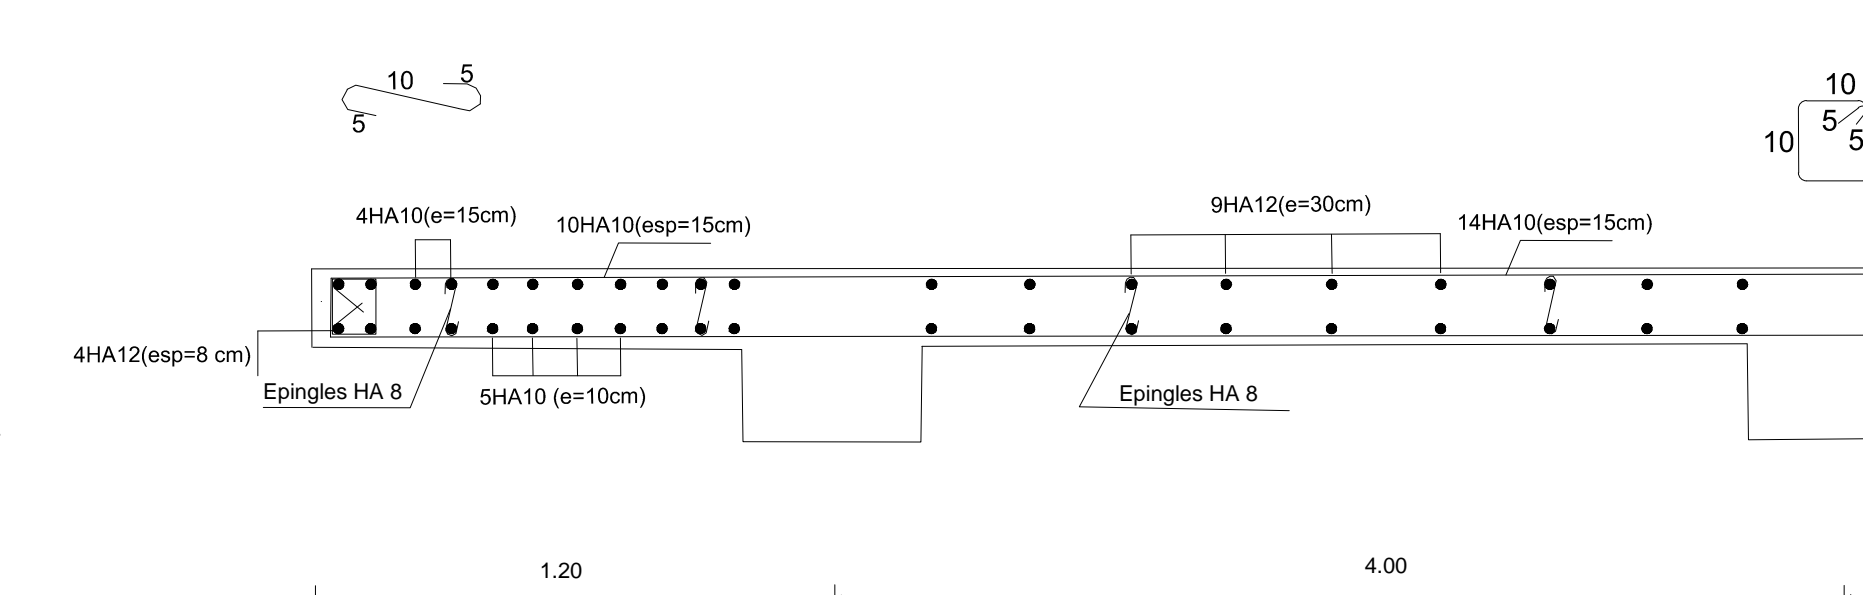 10
5
5
10
5
5
10
4HA10(e=15cm)
10HA10(esp=15cm)
9HA12(e=30cm)
14HA10(esp=15cm)
4HA12(esp=8 cm)
Epingles HA 8
5HA10 (e=10cm)
Epingles HA 8
1.20
4.00